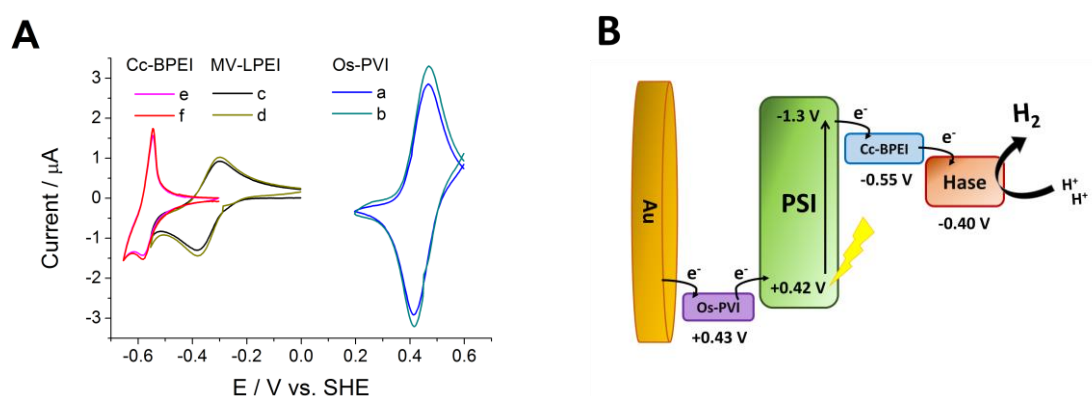 A
Cc-BPEI MV-LPEI Os-PVI
e c a
f d b
3
2
1
0
-1
-2
-3
Current / µA
-0.6 -0.4 -0.2 0.0 0.2 0.4 0.6
E / V vs. SHE
B
Au
e-
Os-PVI
+0.43 V
e-
-1.3 V
PSI
+0.42 V
e-
Cc-BPEI
-0.55 V
e-
Hase
-0.40 V
H2
H+
H+